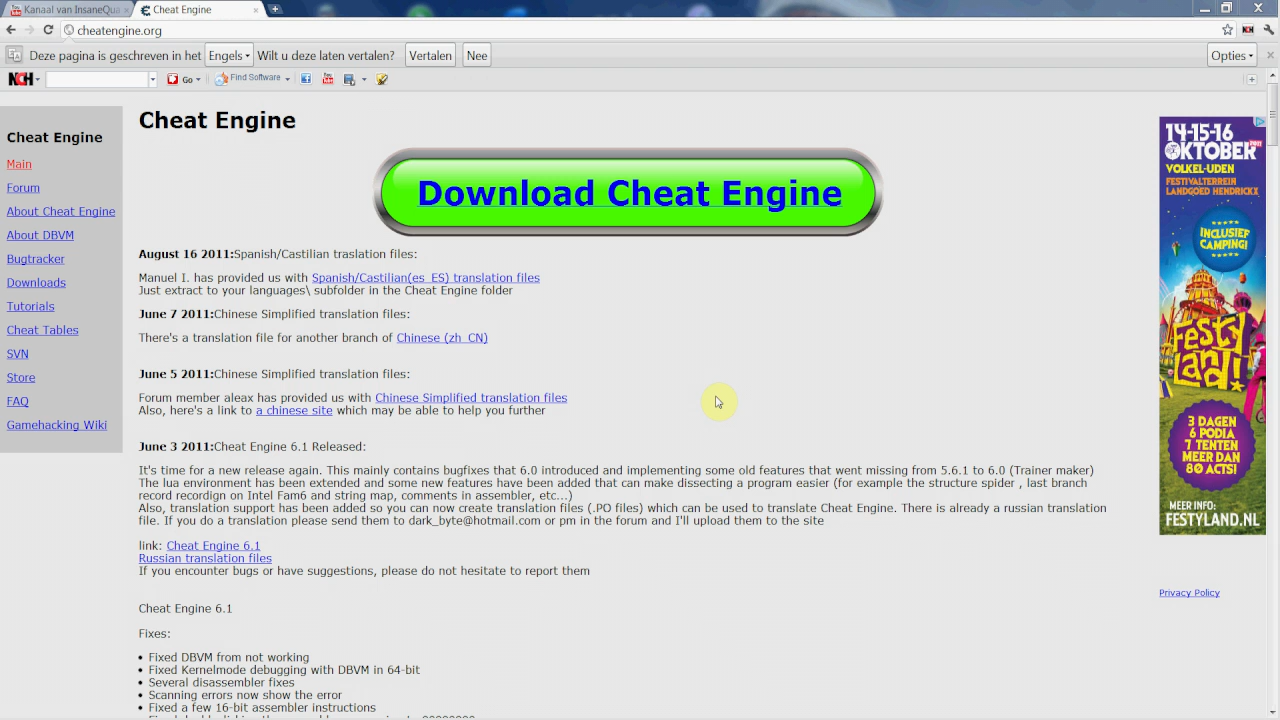 Kanaal van InsaneQua
Cheat Engine
cheatengine.org
Deze pagina is geschreven in het Engels Wilt u deze laten vertalen? Vertalen Nee Opties
NCH Go Find Software
Cheat Engine
Main
Forum
About Cheat Engine
About DBVM
Bugtracker
Downloads
Tutorials
Cheat Tables
SVN
Store
FAQ
Gamehacking Wiki
Cheat Engine
Download Cheat Engine
August 16 2011:Spanish/Castilian traslation files:
Manuel I. has provided us with Spanish/Castilian(es_ES) translation files
Just extract to your languages\ subfolder in the Cheat Engine folder
June 7 2011:Chinese Simplified translation files:
There's a translation file for another branch of Chinese (zh_CN)
June 5 2011:Chinese Simplified translation files:
Forum member aleax has provided us with Chinese Simplified translation files
Also, here's a link to a chinese site which may be able to help you further
June 3 2011:Cheat Engine 6.1 Released:
It's time for a new release again. This mainly contains bugfixes that 6.0 introduced and implementing some old features that went missing from 5.6.1 to 6.0 (Trainer maker)
The lua environment has been extended and some new features have been added that can make dissecting a program easier (for example the structure spider , last branch
record recordign on Intel Fam6 and string map, comments in assembler, etc...)
Also, translation support has been added so you can now create translation files (.PO files) which can be used to translate Cheat Engine. There is already a russian translation
file. If you do a translation please send them to dark_byte@hotmail.com or pm in the forum and I'll upload them to the site
link: Cheat Engine 6.1
Russian translation files
If you encounter bugs or have suggestions, please do not hesitate to report them
Cheat Engine 6.1
Fixes:
• Fixed DBVM from not working
• Fixed Kernelmode debugging with DBVM in 64-bit
• Several disassembler fixes
• Scanning errors now show the error
• Fixed a few 16-bit assembler instructions
14-15-16
OKTOBER 2011
VOLKEL-UDEN
FESTIVALTERREIN
LANDGOED HENDRICKX
INCLUSIEF
CAMPING!
FESTY
LAND!
3 DAGEN
6 PODIA
7 TENTEN
MEER DAN
80 ACTS!
MEER INFO:
FESTYLAND.NL
Privacy Policy